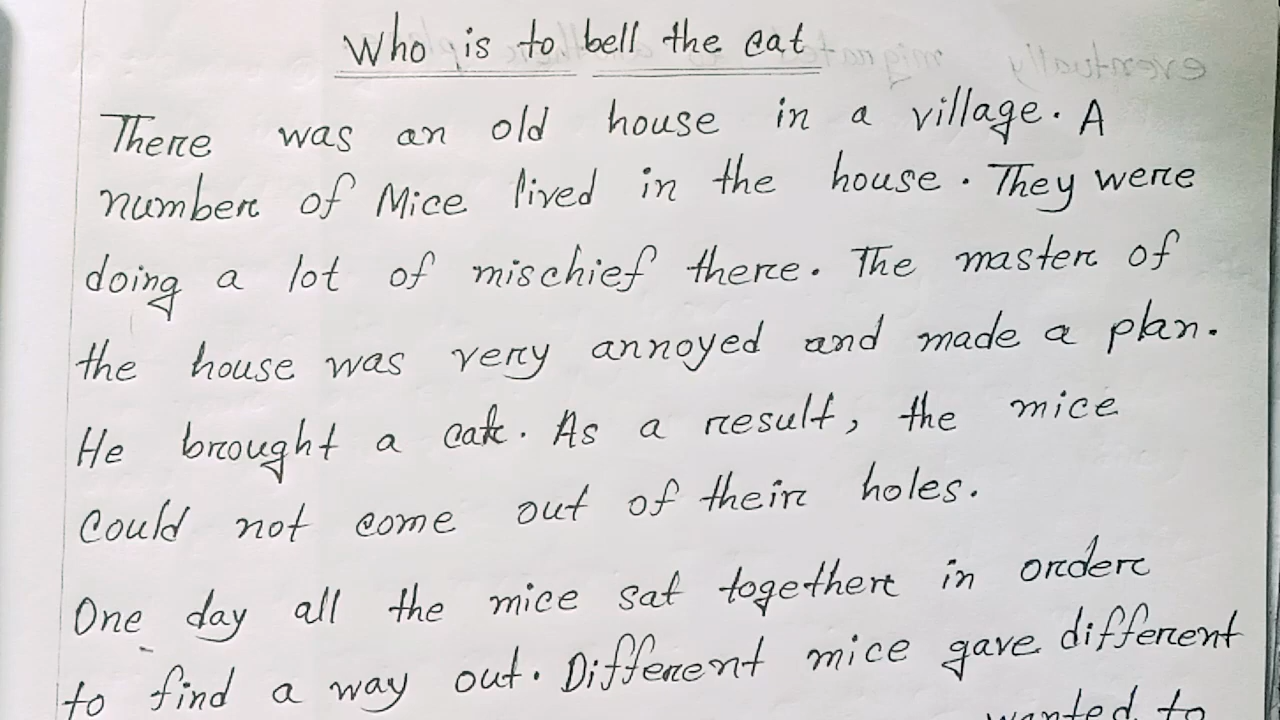 Who is to bell the cat
There was an old house in a village. A
number of Mice lived in the house. They were
doing a lot of mischief there. The master of
the house was very annoyed and made a plan.
He brought a cat. As a result, the mice
Could not come out of their holes.
One day all the mice sat together in order
to find a way out. Different mice gave different
wanted to